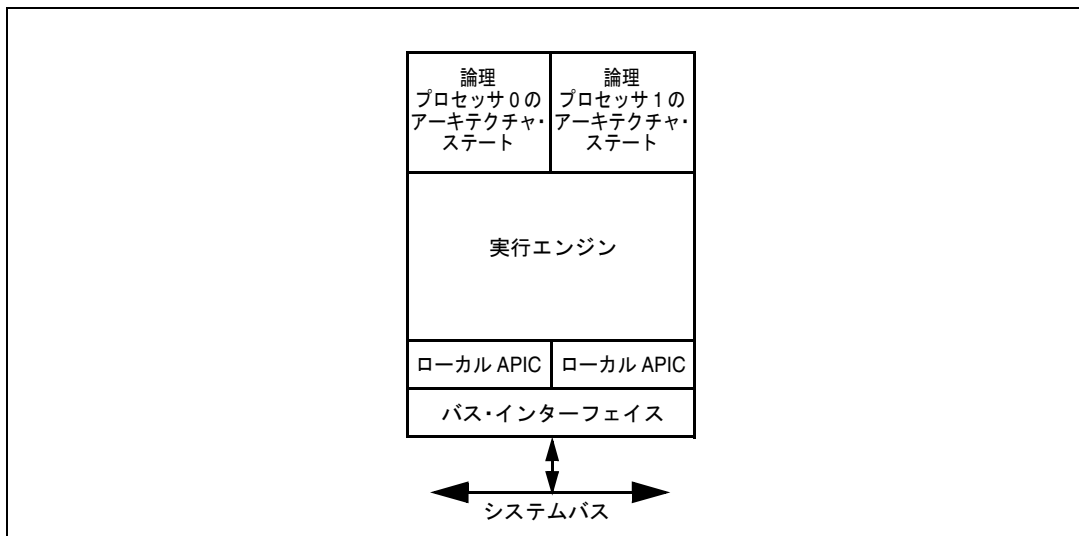 論理
プロセッサ 0 の
アーキテクチャ・
ステート
論理
プロセッサ 1 の
アーキテクチャ・
ステート
実行エンジン
ローカル APIC
ローカル APIC
バス・インターフェイス
システムバス